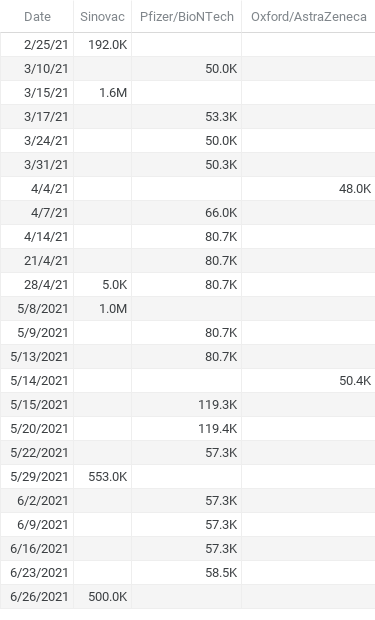 Date Sinovac Pfizer/BioNTech Oxford/AstraZeneca
2/25/21 192.0K
3/10/21 50.0K
3/15/21 1.6M
3/17/21 53.3K
3/24/21 50.0K
3/31/21 50.3K
4/4/21 48.0K
4/7/21 66.0K
4/14/21 80.7K
21/4/21 80.7K
28/4/21 5.0K 80.7K
5/8/2021 1.0M
5/9/2021 80.7K
5/13/2021 80.7K
5/14/2021 50.4K
5/15/2021 119.3K
5/20/2021 119.4K
5/22/2021 57.3K
5/29/2021 553.0K
6/2/2021 57.3K
6/9/2021 57.3K
6/16/2021 57.3K
6/23/2021 58.5K
6/26/2021 500.0K